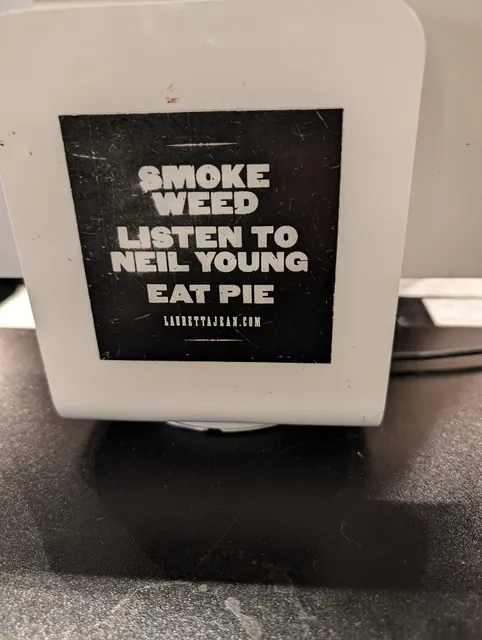 SMOKE
WEED
LISTEN TO
NEIL YOUNG
EAT PIE
LAURETTAJEAN.COM